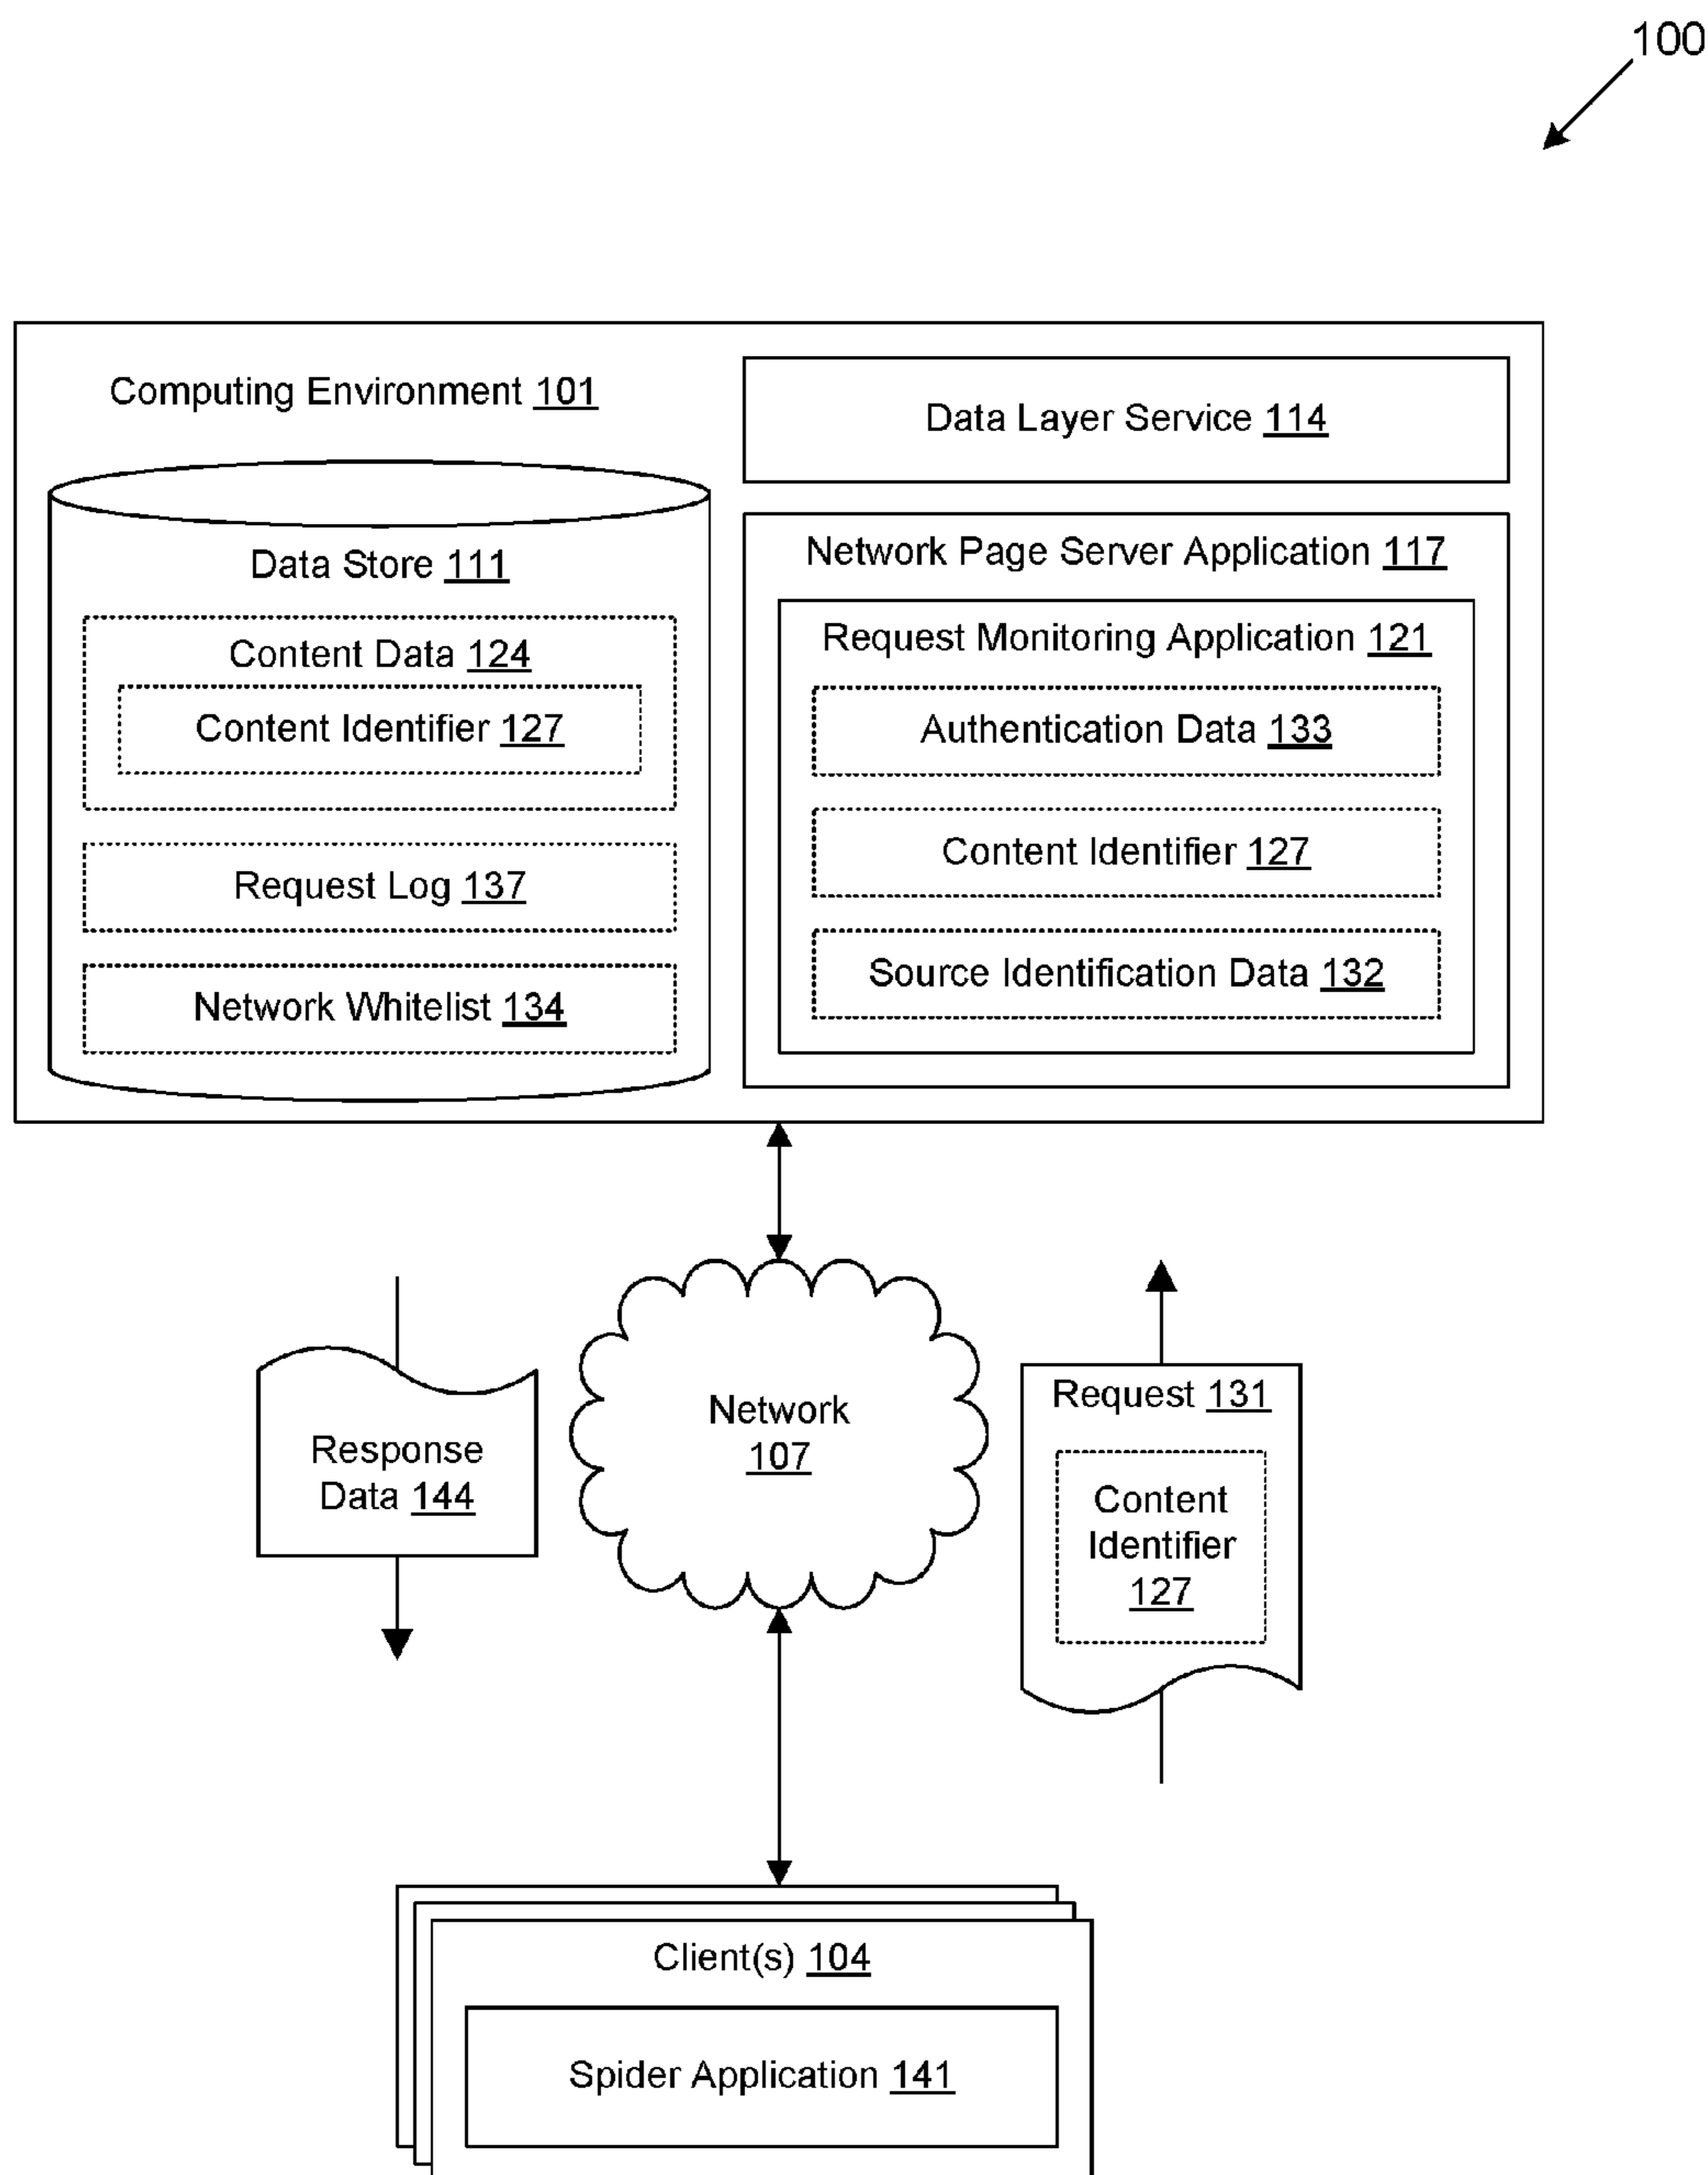 100
Computing Environment 101
Data Layer Service 114
Data Store 111
Content Data 124
Content Identifier 127
Request Log 137
Network Whitelist 134
Network Page Server Application 117
Request Monitoring Application 121
Authentication Data 133
Content Identifier 127
Source Identification Data 132
Response
Data 144
Network
107
Request 131
Content
Identifier
127
Client(s) 104
Spider Application 141